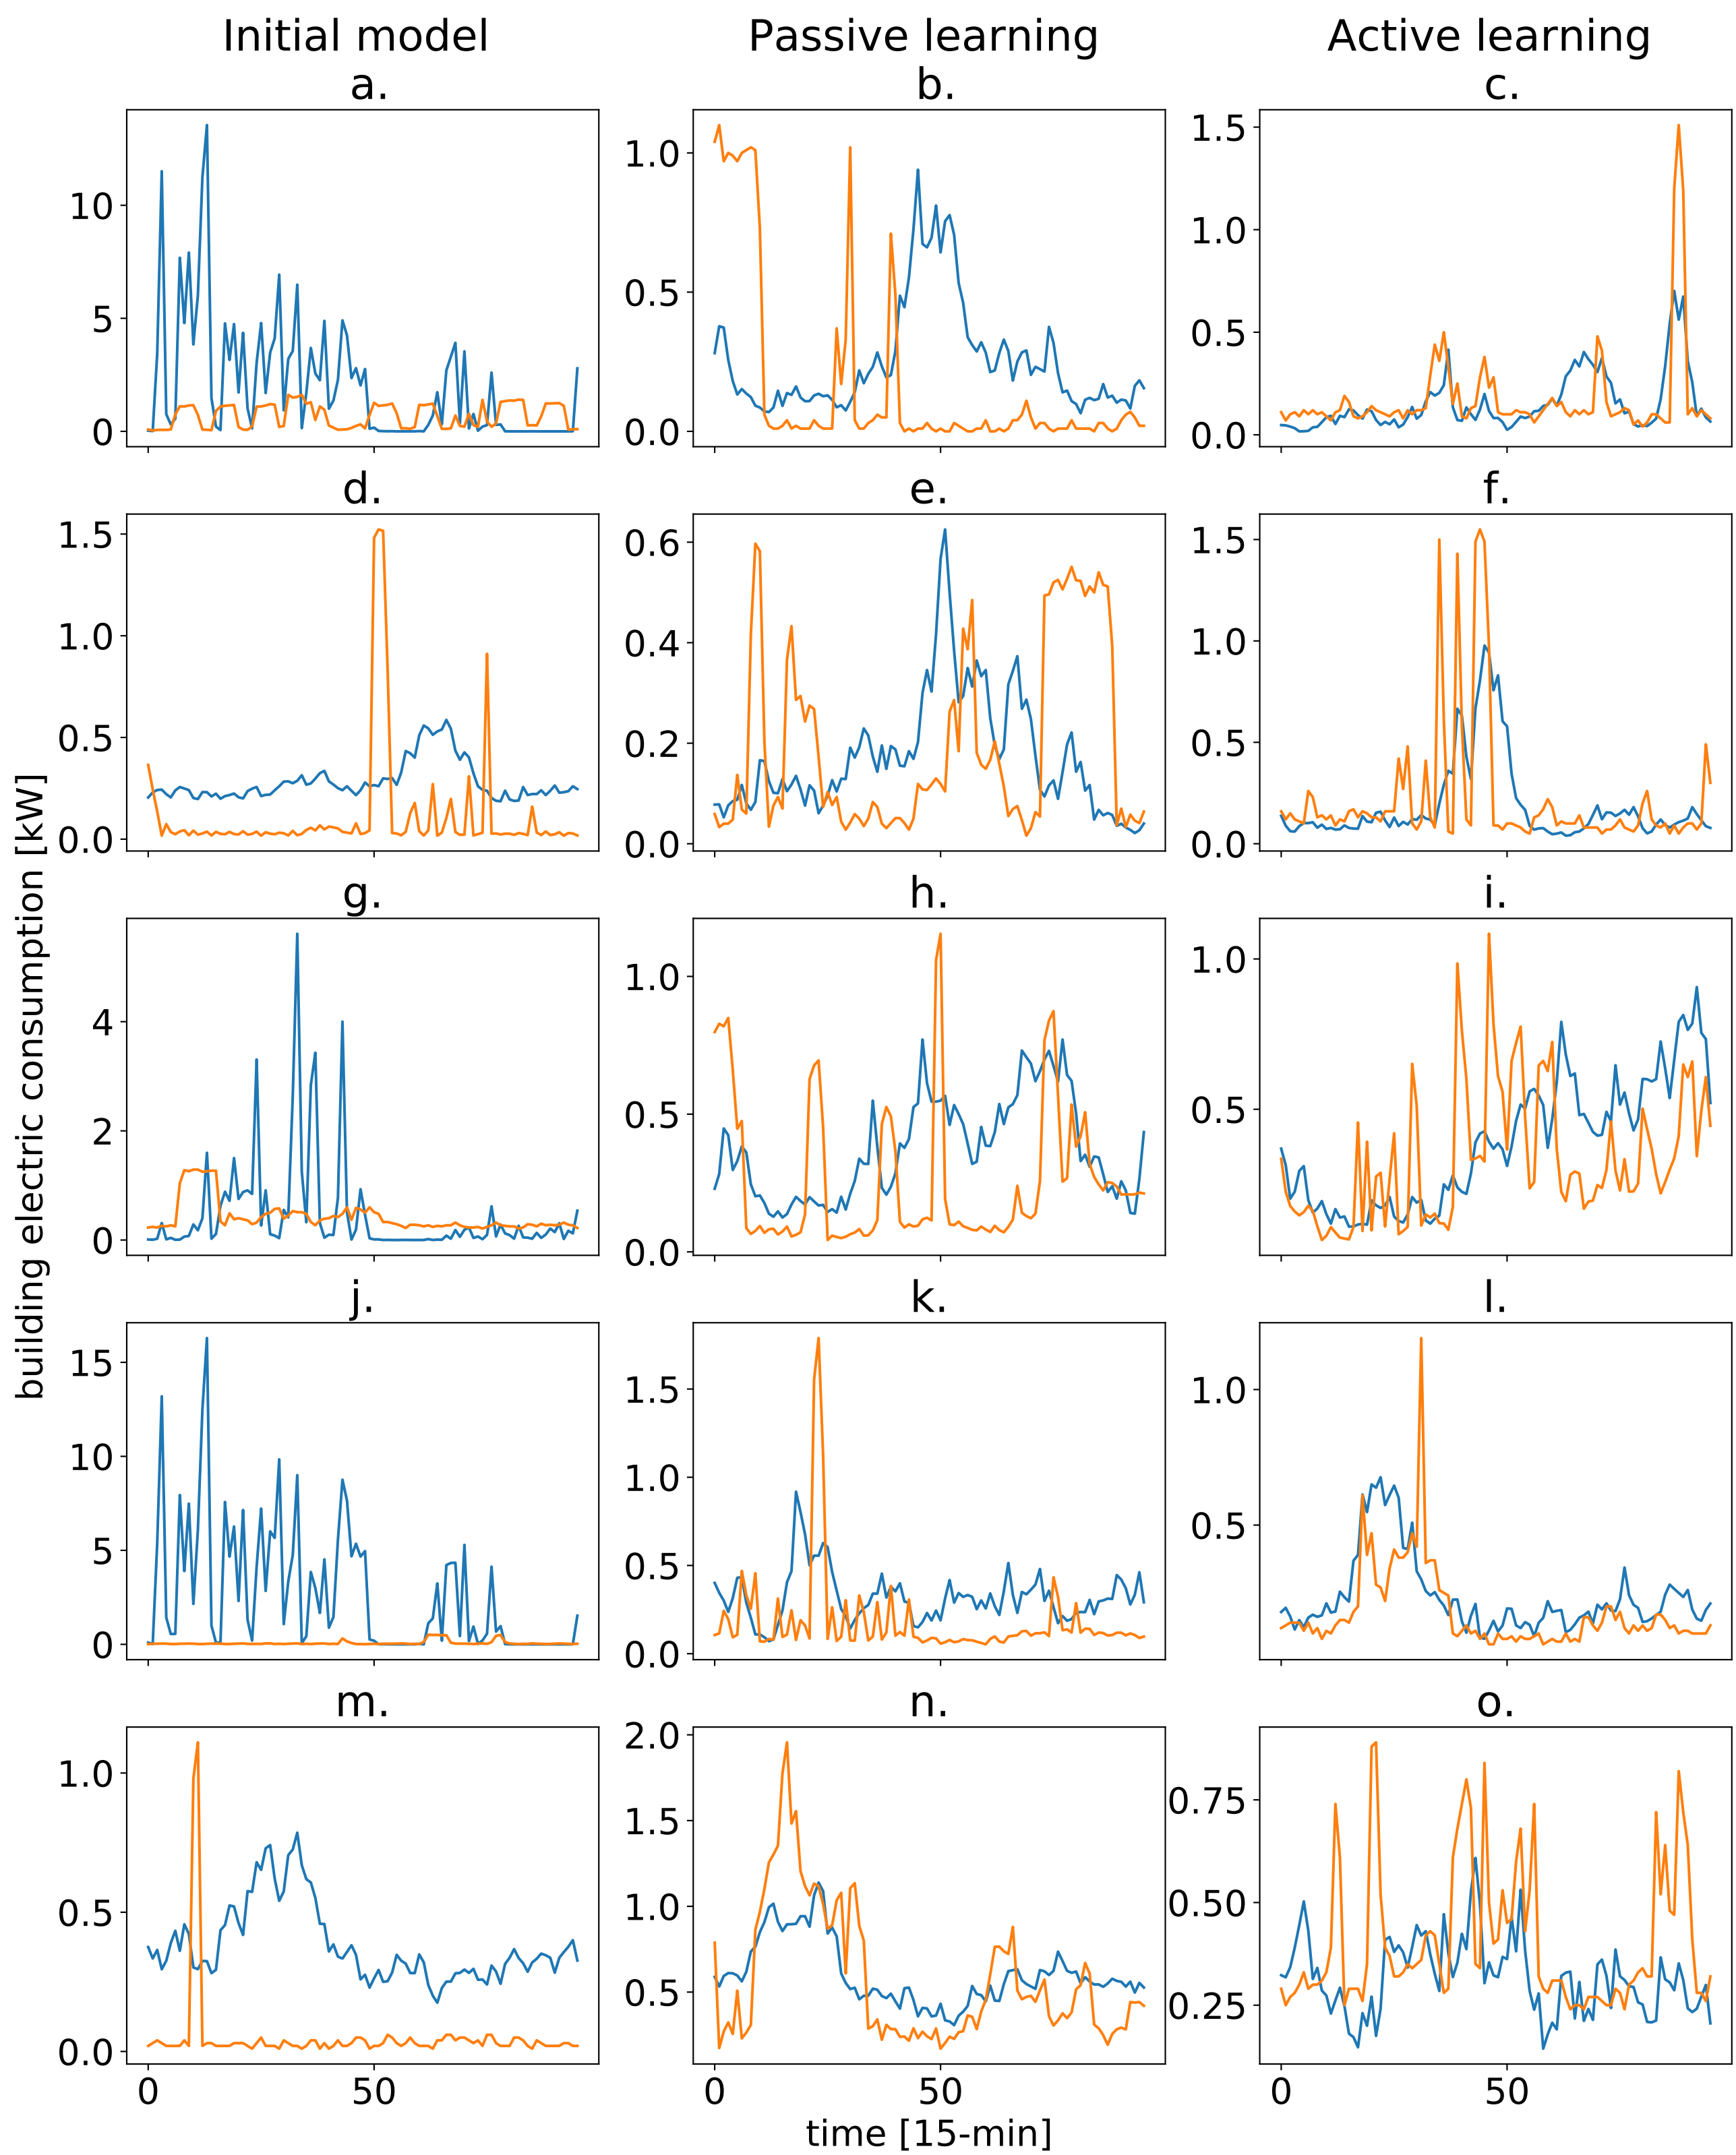 Initial model
Passive learning
Active learning
a.
b.
c.
10
5
0
1.0
0.5
0.0
1.5
1.0
0.5
0.0
d.
e.
f.
1.5
1.0
0.5
0.0
0.6
0.4
0.2
0.0
1.5
1.0
0.5
0.0
building electric consumption [kW]
g.
h.
i.
4
2
0
1.0
0.5
0.0
1.0
0.5
j.
k.
l.
15
10
5
0
1.5
1.0
0.5
0.0
1.0
0.5
m.
n.
o.
1.0
0.5
0.0
2.0
1.5
1.0
0.5
0.75
0.50
0.25
0
50
0
50
0
50
time [15-min]